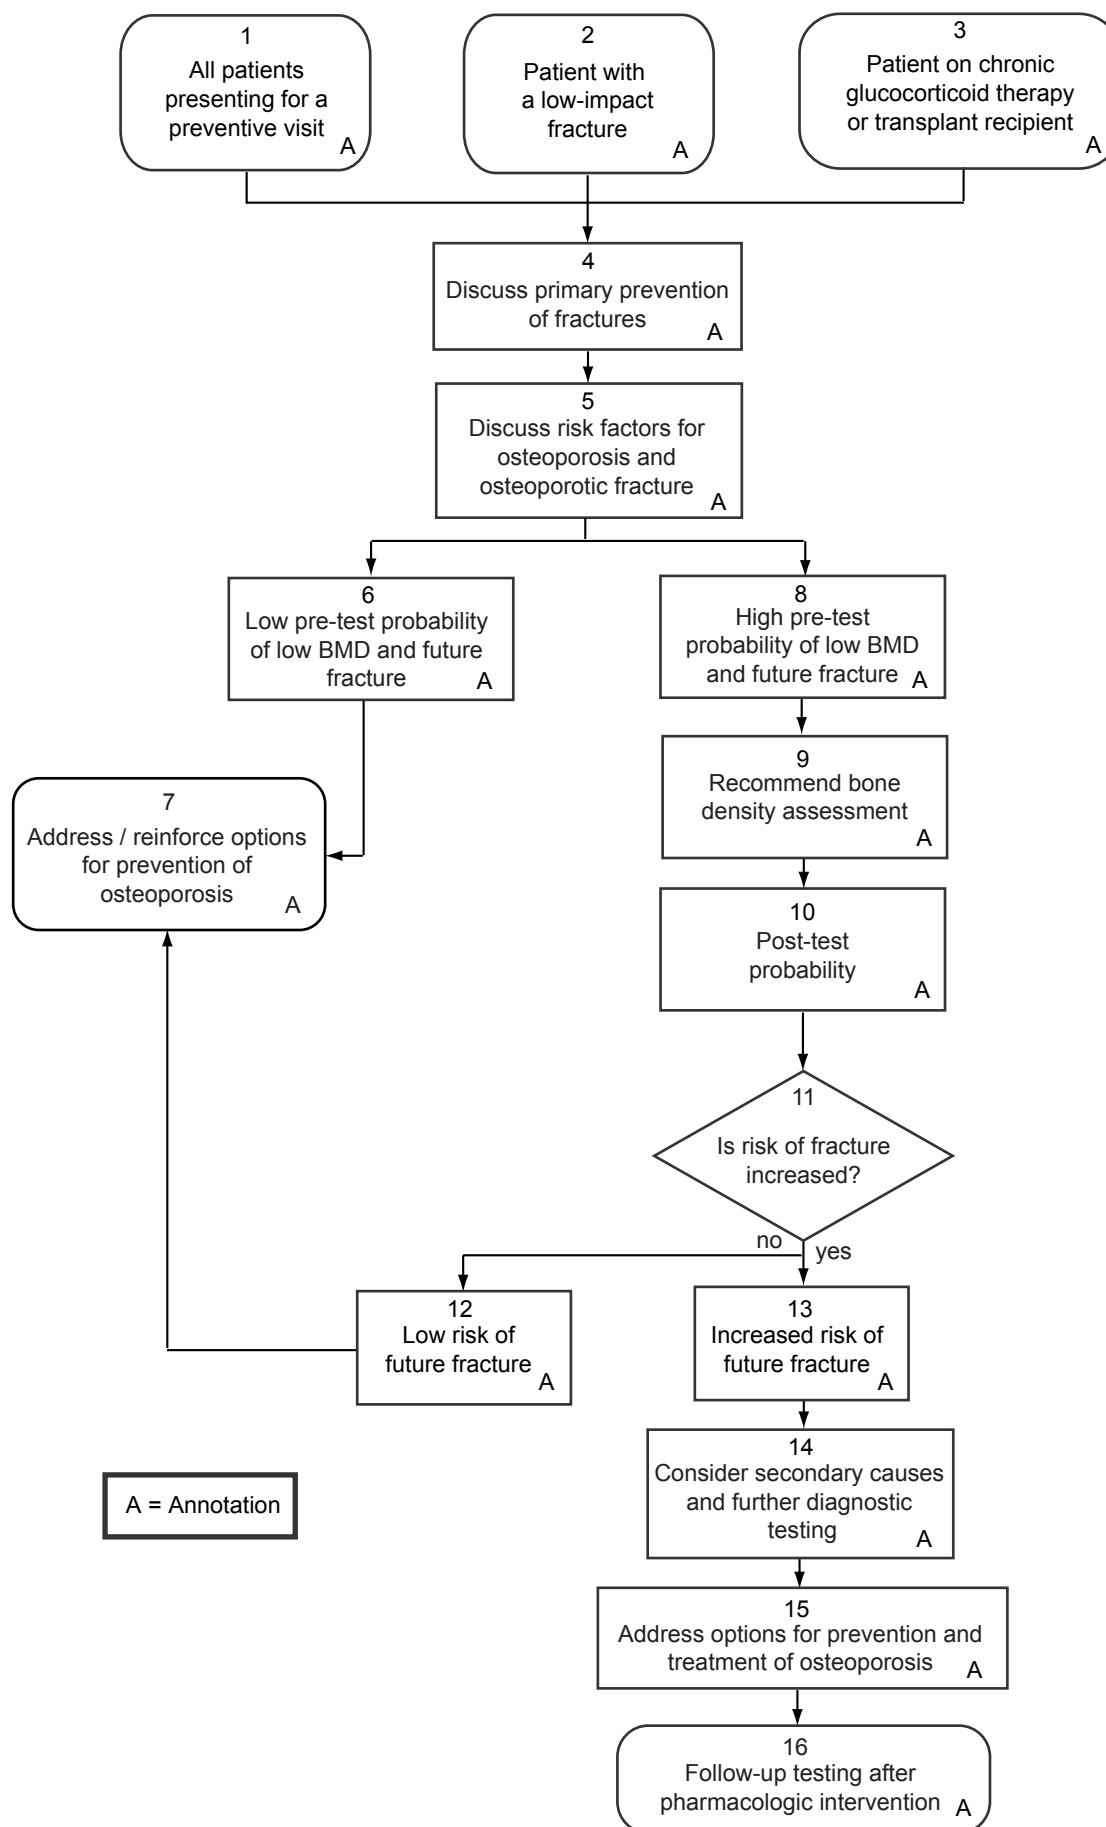 1
All patients
presenting for a
preventive visit
A
2
Patient with
a low-impact
fracture
A
3
Patient on chronic
glucocorticoid therapy
or transplant recipient
A
4
Discuss primary prevention
of fractures
A
5
Discuss risk factors for
osteoporosis and
osteoporotic fracture
A
6
Low pre-test probability
of low BMD and future
fracture
A
8
High pre-test
probability of low BMD
and future fracture
A
7
Address / reinforce options
for prevention of
osteoporosis
A
9
Recommend bone
density assessment
A
10
Post-test
probability
A
11
Is risk of fracture
increased?
no
yes
12
Low risk of
future fracture
A
13
Increased risk of
future fracture
A
14
Consider secondary causes
and further diagnostic
testing
A
A = Annotation
15
Address options for prevention and
treatment of osteoporosis
A
16
Follow-up testing after
pharmacologic intervention
A